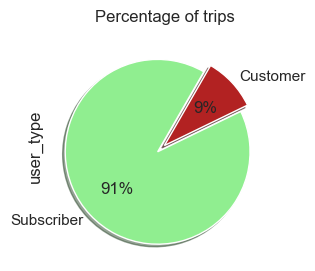 Percentage of trips
Customer
9%
user_type
91%
Subscriber